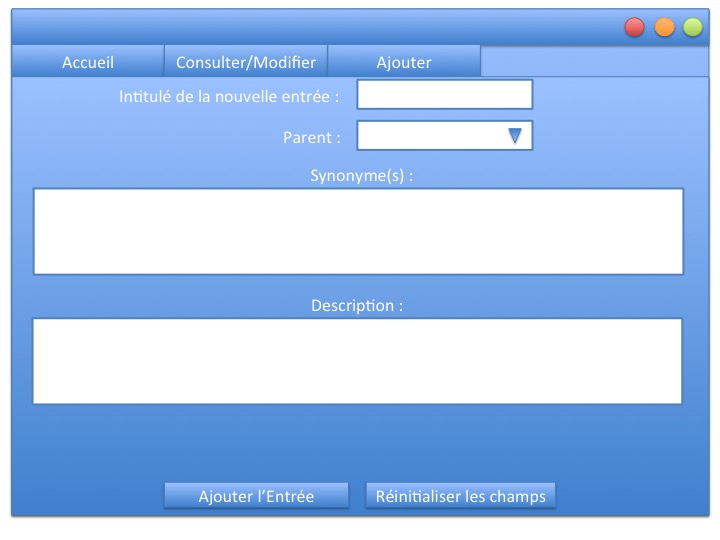 Accueil Consulter/Modifier Ajouter
Intitulé de la nouvelle entrée :
Parent :
Synonyme(s) :
Description :
Ajouter l’Entrée Réinitialiser les champs